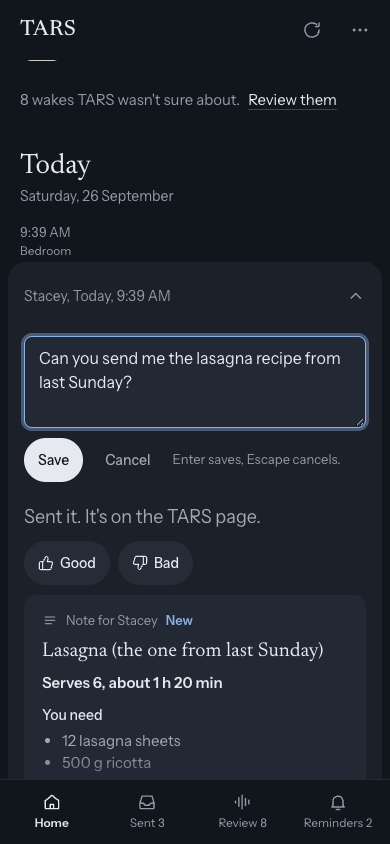 TARS
8 wakes TARS wasn't sure about. Review them
Today
Saturday, 26 September
9:39 AM
Bedroom
Stacey, Today, 9:39 AM
Can you send me the lasagna recipe from
last Sunday?
Save Cancel Enter saves, Escape cancels.
Sent it. It's on the TARS page.
Good Bad
Note for Stacey New
Lasagna (the one from last Sunday)
Serves 6, about 1 h 20 min
You need
• 12 lasagna sheets
• 500 g ricotta
Home Sent 3 Review 8 Reminders 2